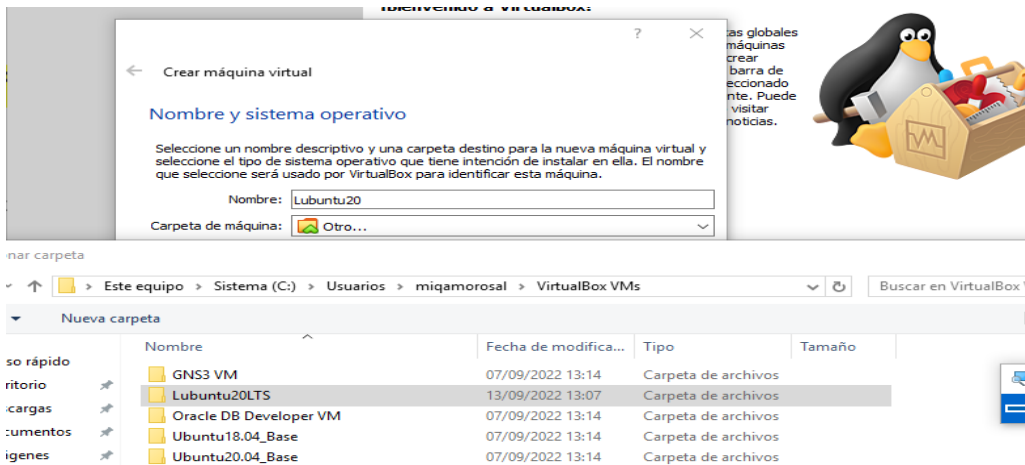 ¡Bienvenido a VirtualBox!
?
as globales
máquinas
crear
barra de
eccionado
nte. Puede
visitar
noticias.
Crear máquina virtual
Nombre y sistema operativo
Seleccione un nombre descriptivo y una carpeta destino para la nueva máquina virtual y
seleccione el tipo de sistema operativo que tiene intención de instalar en ella. El nombre
que seleccione será usado por VirtualBox para identificar esta máquina.
Nombre: Lubuntu20
Carpeta de máquina: Otro...
onar carpeta
Este equipo > Sistema (C:) > Usuarios > miqamorosal > VirtualBox VMs
Buscar en VirtualBox
Nueva carpeta
Nombre Fecha de modifica... Tipo Tamaño
so rápido
ritorio
scargas
cumentos
ágenes
GNS3 VM 07/09/2022 13:14 Carpeta de archivos
Lubuntu20LTS 13/09/2022 13:07 Carpeta de archivos
Oracle DB Developer VM 07/09/2022 13:14 Carpeta de archivos
Ubuntu18.04_Base 07/09/2022 13:14 Carpeta de archivos
Ubuntu20.04_Base 07/09/2022 13:14 Carpeta de archivos